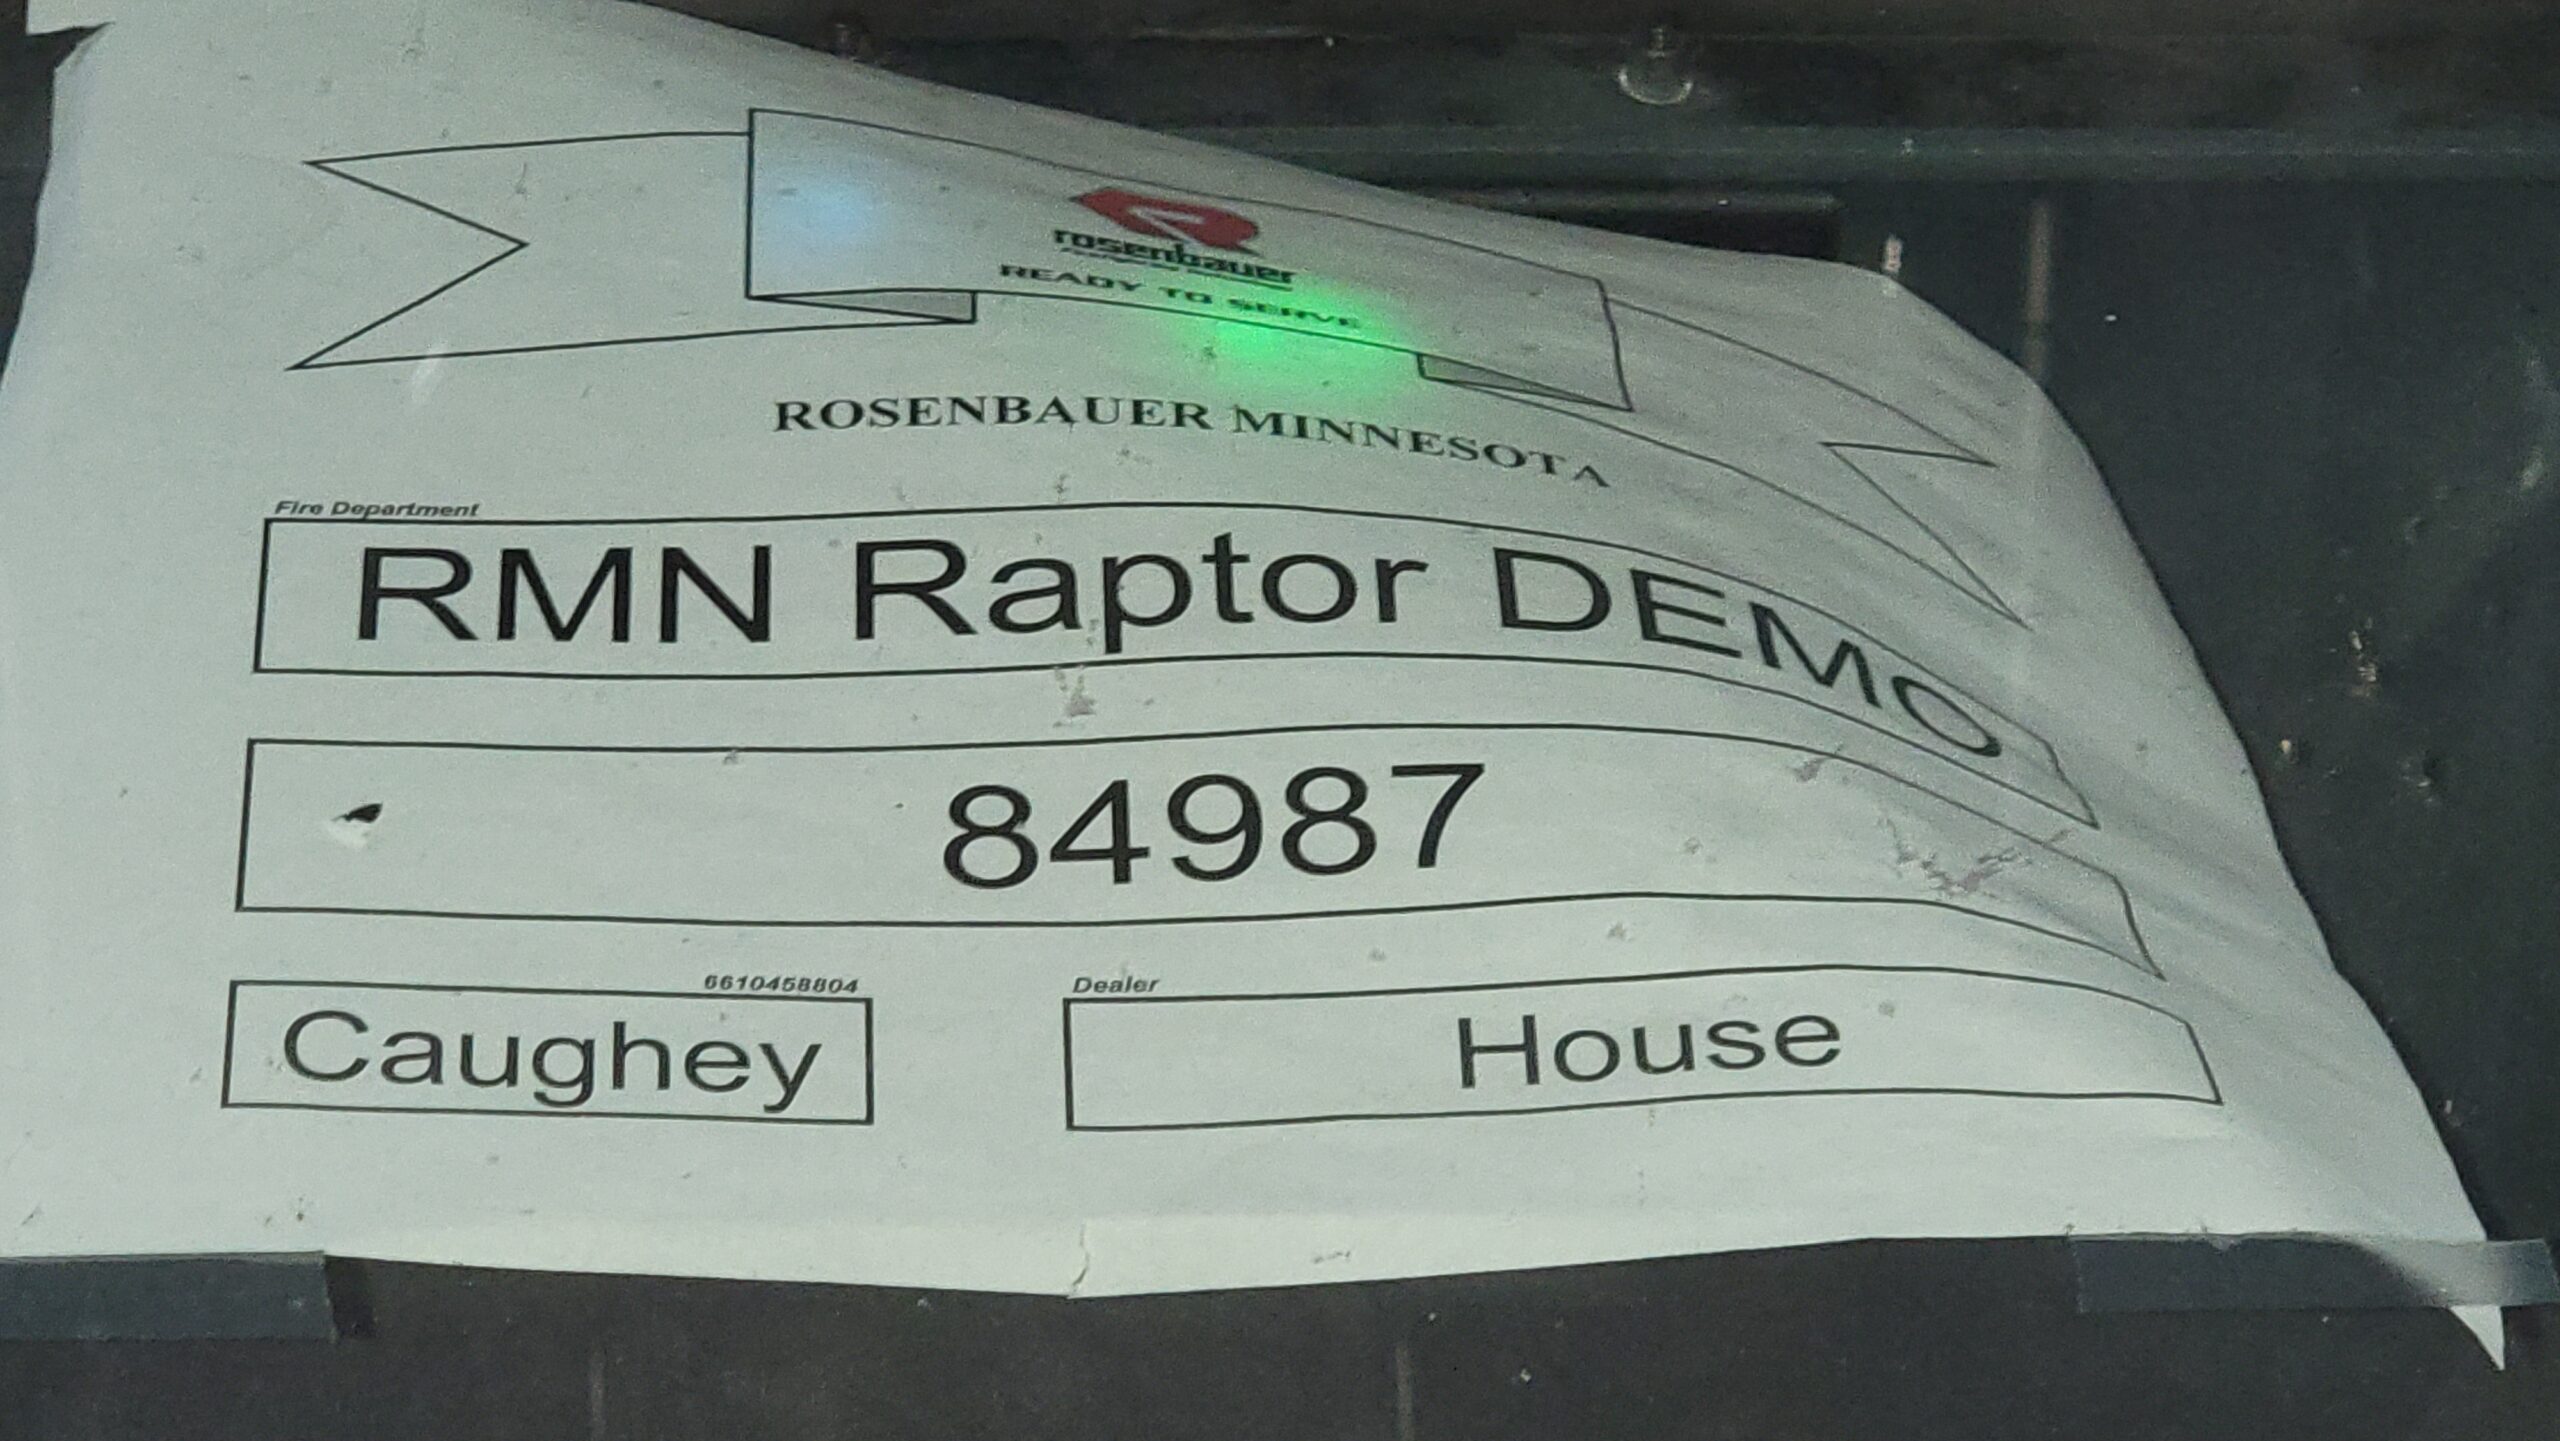 rosenbauer
READY TO SERVE
ROSENBAUER MINNESOTA
Fire Department
RMN Raptor DEMO
84987
6610458804
Caughey
Dealer
House